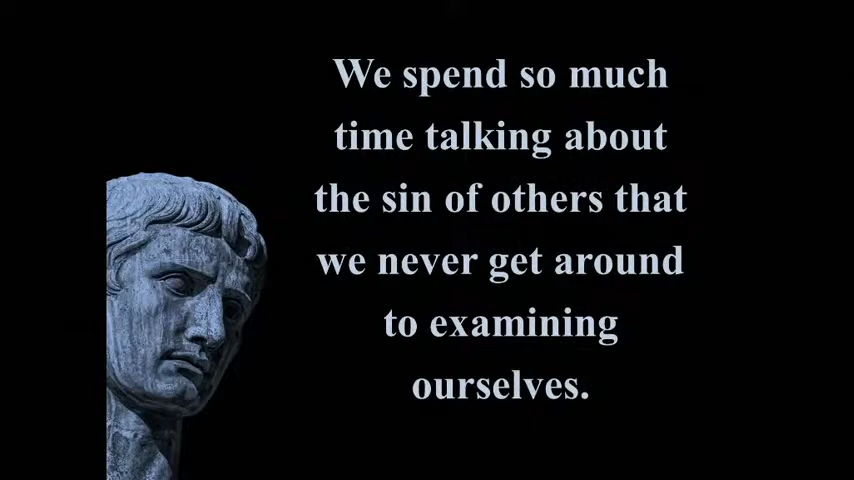 We spend so much
time talking about
the sin of others that
we never get around
to examining
ourselves.